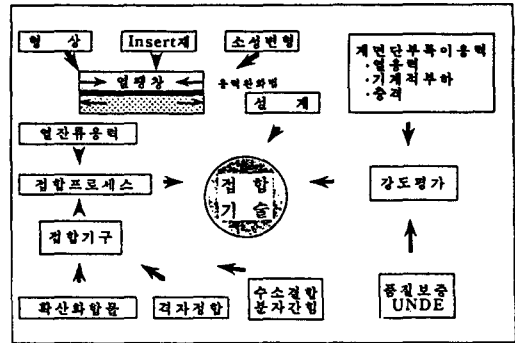 형 상
Insert재
소성변형
계면단부특이응력
·열응력
·기계적부하
·충격
열팽창
응력완화법
설 계
열잔류응력
접합프로세스
접 합
기 술
강도평가
접합기구
확산화합물
격자정합
수소결합
분자간힘
품질보증
UNDE